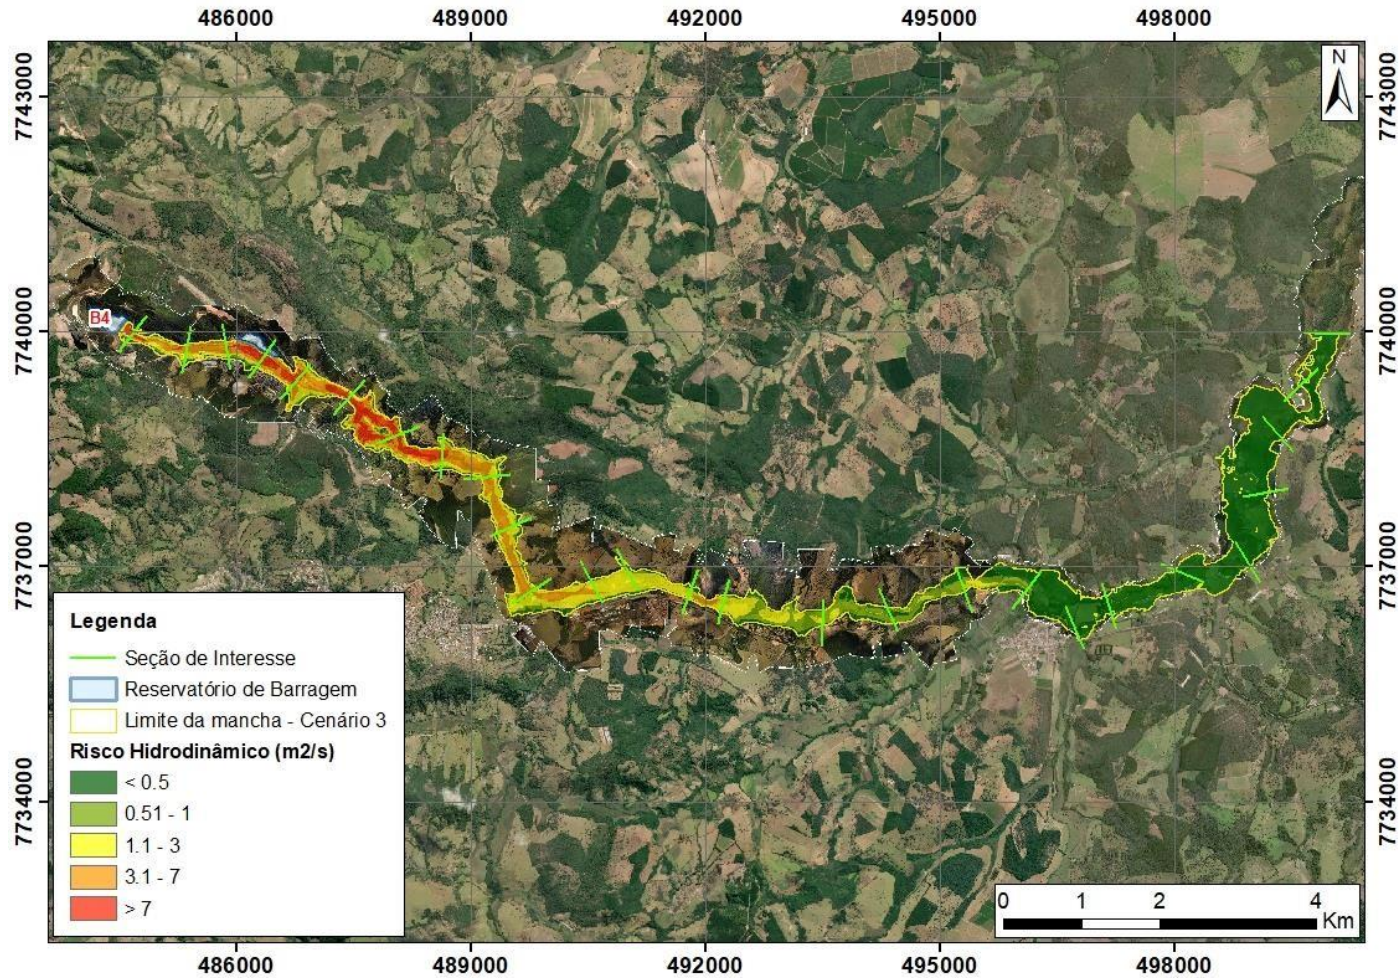 486000 489000 492000 495000 498000
N
7743000 7743000
7740000 7740000
B4
7737000 7737000
7734000 7734000
Legenda
Seção de Interesse
Reservatório de Barragem
Limite da mancha - Cenário 3
Risco Hidrodinâmico (m2/s)
< 0.5
0.51 - 1
1.1 - 3
3.1 - 7
> 7
0 1 2 4
Km
486000 489000 492000 495000 498000